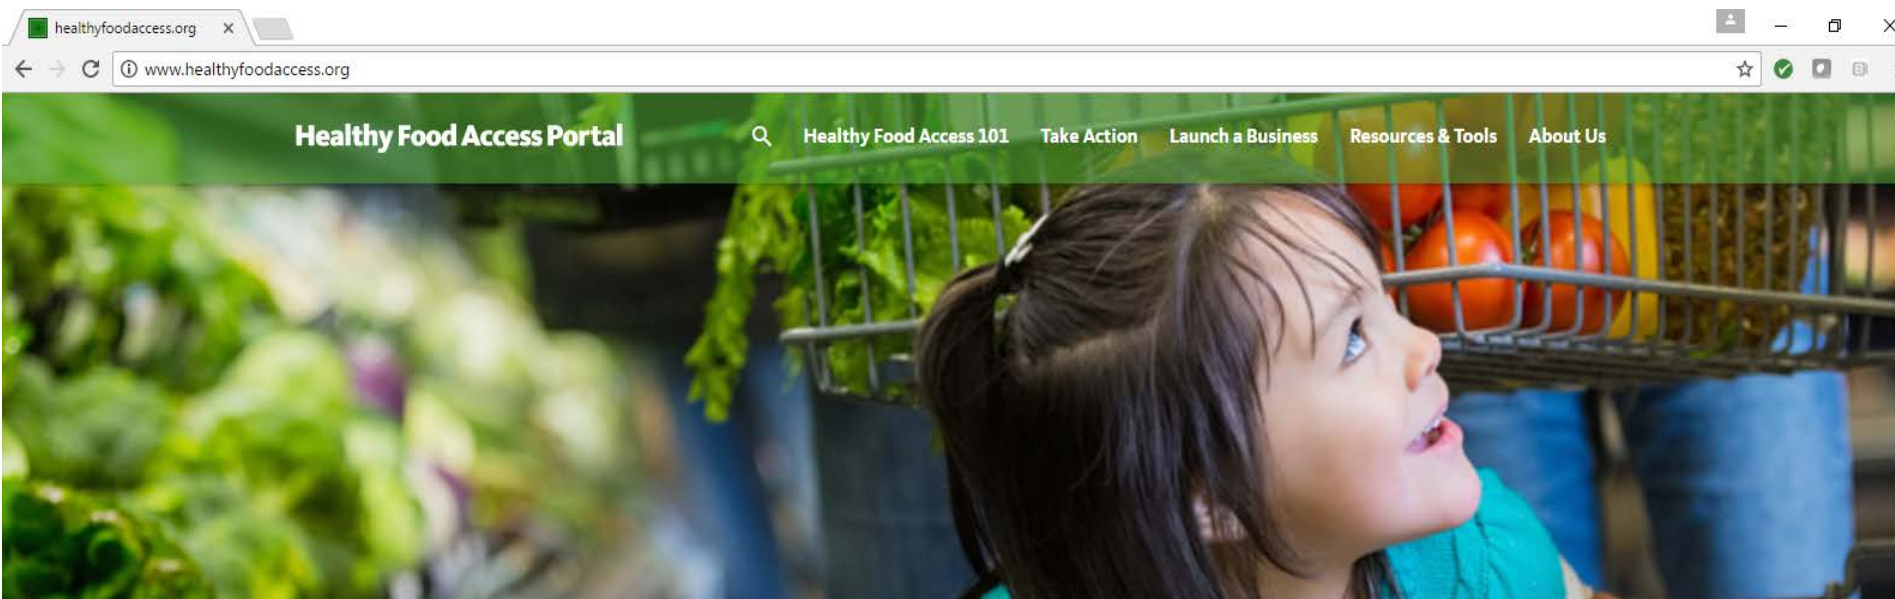 healthyfoodaccess.org
www.healthyfoodaccess.org
Healthy Food Access Portal
Healthy Food Access 101 Take Action Launch a Business Resources & Tools About Us